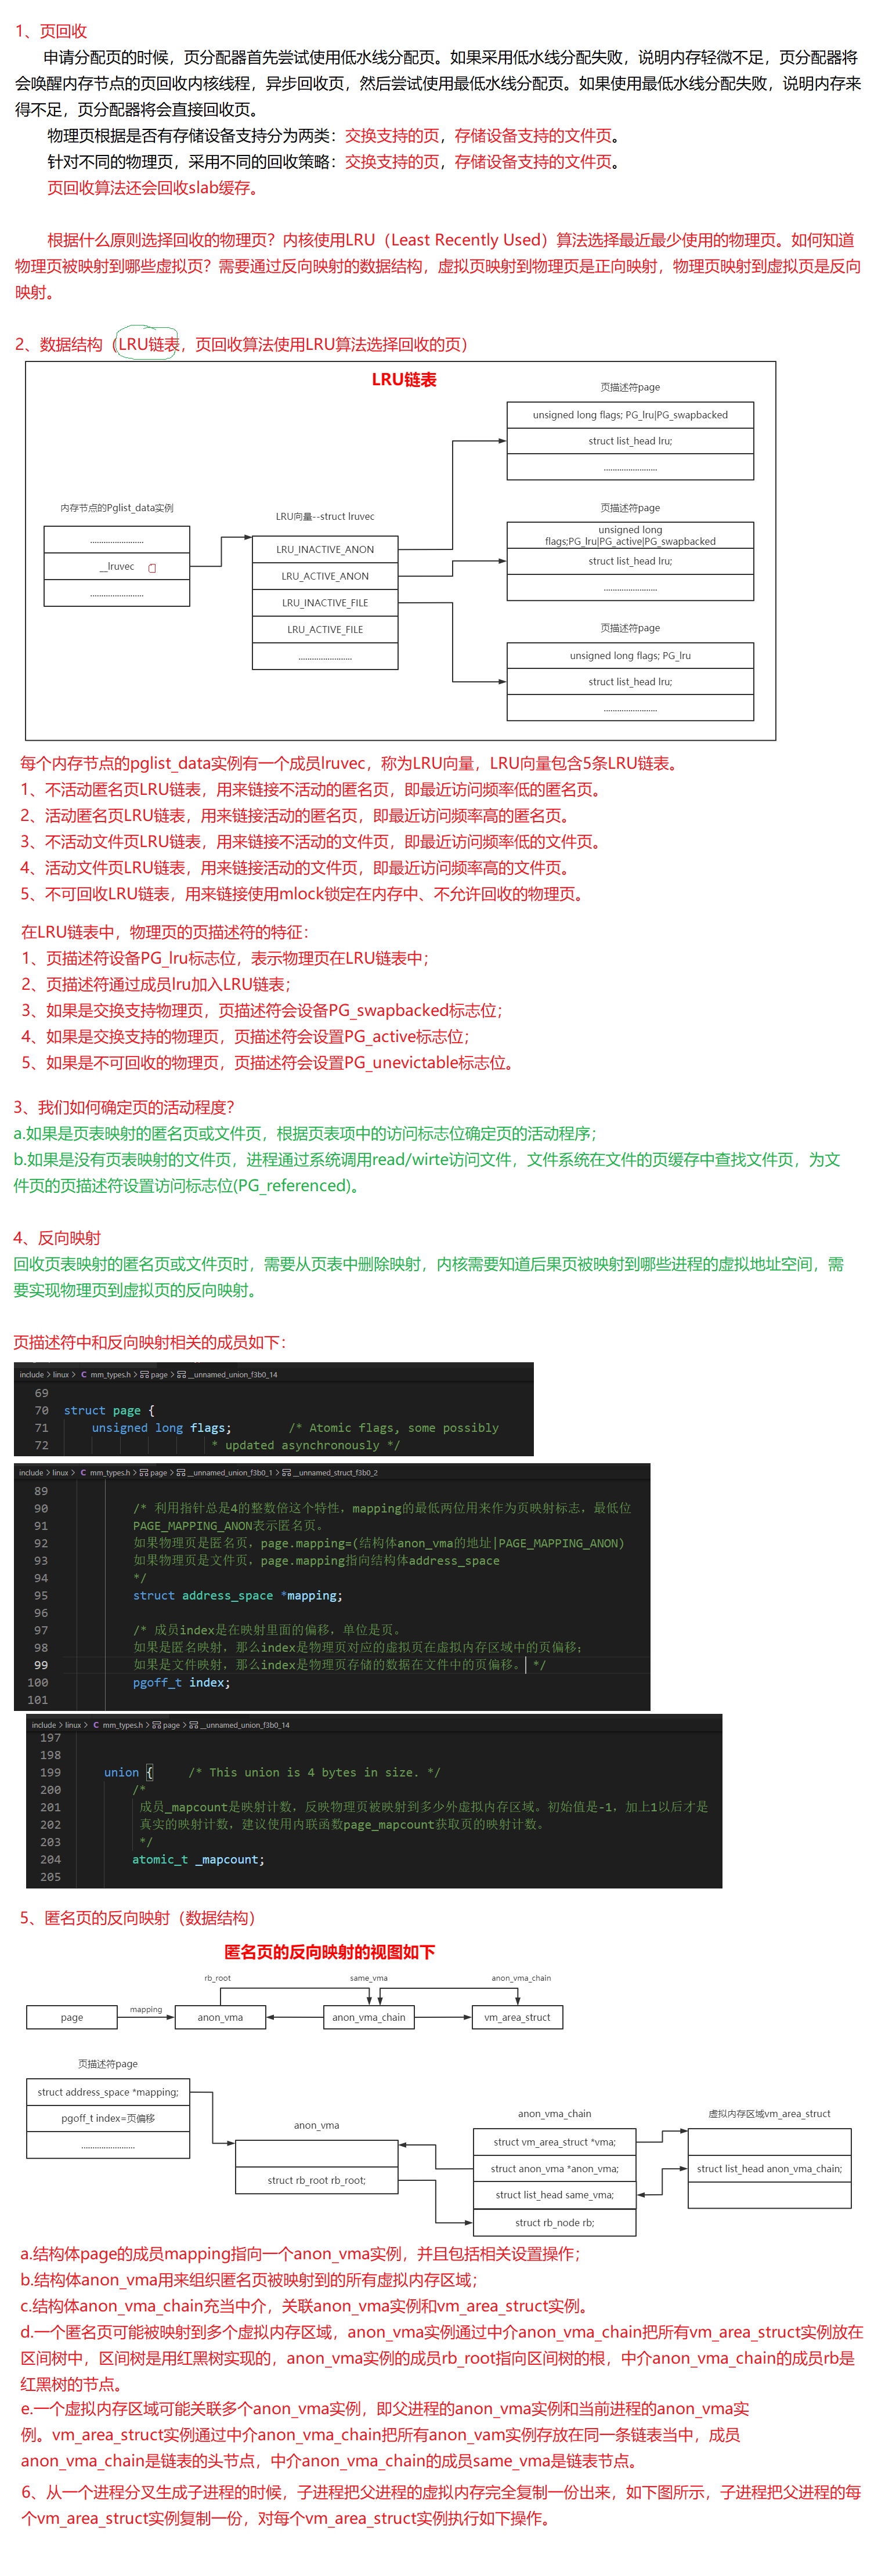 1、页回收
申请分配页的时候，页分配器首先尝试使用低水线分配页。如果采用低水线分配失败，说明内存轻微不足，页分配器将
会唤醒内存节点的页回收内核线程，异步回收页，然后尝试使用最低水线分配页。如果使用最低水线分配失败，说明内存来
得不足，页分配器将会直接回收页。
物理页根据是否有存储设备支持分为两类：交换支持的页，存储设备支持的文件页。
针对不同的物理页，采用不同的回收策略：交换支持的页，存储设备支持的文件页。
页回收算法还会回收slab缓存。
根据什么原则选择回收的物理页？内核使用LRU（Least Recently Used）算法选择最近最少使用的物理页。如何知道
物理页被映射到哪些虚拟页？需要通过反向映射的数据结构，虚拟页映射到物理页是正向映射，物理页映射到虚拟页是反向
映射。
2、数据结构（LRU链表，页回收算法使用LRU算法选择回收的页）
LRU链表
页描述符page
unsigned long flags; PG_lru|PG_swapbacked
struct list_head lru;
........................
内存节点的Pglist_data实例
........................
__lruvec
........................
LRU向量--struct lruvec
LRU_INACTIVE_ANON
LRU_ACTIVE_ANON
LRU_INACTIVE_FILE
LRU_ACTIVE_FILE
........................
页描述符page
unsigned long
flags;PG_lru|PG_active|PG_swapbacked
struct list_head lru;
........................
页描述符page
unsigned long flags; PG_lru
struct list_head lru;
........................
每个内存节点的pglist_data实例有一个成员lruvec，称为LRU向量，LRU向量包含5条LRU链表。
1、不活动匿名页LRU链表，用来链接不活动的匿名页，即最近访问频率低的匿名页。
2、活动匿名页LRU链表，用来链接活动的匿名页，即最近访问频率高的匿名页。
3、不活动文件页LRU链表，用来链接不活动的文件页，即最近访问频率低的文件页。
4、活动文件页LRU链表，用来链接活动的文件页，即最近访问频率高的文件页。
5、不可回收LRU链表，用来链接使用mlock锁定在内存中、不允许回收的物理页。
在LRU链表中，物理页的页描述符的特征：
1、页描述符设备PG_lru标志位，表示物理页在LRU链表中；
2、页描述符通过成员lru加入LRU链表；
3、如果是交换支持物理页，页描述符会设备PG_swapbacked标志位；
4、如果是交换支持的物理页，页描述符会设置PG_active标志位；
5、如果是不可回收的物理页，页描述符会设置PG_unevictable标志位。
3、我们如何确定页的活动程度？
a.如果是页表映射的匿名页或文件页，根据页表项中的访问标志位确定页的活动程序；
b.如果是没有页表映射的文件页，进程通过系统调用read/wirte访问文件，文件系统在文件的页缓存中查找文件页，为文
件页的页描述符设置访问标志位(PG_referenced)。
4、反向映射
回收页表映射的匿名页或文件页时，需要从页表中删除映射，内核需要知道后果页被映射到哪些进程的虚拟地址空间，需
要实现物理页到虚拟页的反向映射。
页描述符中和反向映射相关的成员如下：
include > linux > C mm_types.h > page > __unnamed_union_f3b0_14
69
70 struct page {
71 unsigned long flags; /* Atomic flags, some possibly
72 * updated asynchronously */
include > linux > C mm_types.h > page > __unnamed_union_f3b0_1 > __unnamed_struct_f3b0_2
89
90 /* 利用指针总是4的整数倍这个特性，mapping的最低两位用来作为页映射标志，最低位
91 PAGE_MAPPING_ANON表示匿名页。
92 如果物理页是匿名页，page.mapping=(结构体anon_vma的地址|PAGE_MAPPING_ANON)
93 如果物理页是文件页，page.mapping指向结构体address_space
94 */
95 struct address_space *mapping;
96
97 /* 成员index是在映射里面的偏移，单位是页。
98 如果是匿名映射，那么index是物理页对应的虚拟页在虚拟内存区域中的页偏移；
99 如果是文件映射，那么index是物理页存储的数据在文件中的页偏移。 */
100 pgoff_t index;
101
include > linux > C mm_types.h > page > __unnamed_union_f3b0_14
197
198
199 union { /* This union is 4 bytes in size. */
200 /*
201 成员_mapcount是映射计数，反映物理页被映射到多少外虚拟内存区域。初始值是-1，加上1以后才是
202 真实的映射计数，建议使用内联函数page_mapcount获取页的映射计数。
203 */
204 atomic_t _mapcount;
205
5、匿名页的反向映射（数据结构）
匿名页的反向映射的视图如下
rb_root same_vma anon_vma_chain
page mapping anon_vma anon_vma_chain vm_area_struct
页描述符page
struct address_space *mapping;
pgoff_t index=页偏移
........................
anon_vma
struct rb_root rb_root;
anon_vma_chain
struct vm_area_struct *vma;
struct anon_vma *anon_vma;
struct list_head same_vma;
struct rb_node rb;
虚拟内存区域vm_area_struct
struct list_head anon_vma_chain;
a.结构体page的成员mapping指向一个anon_vma实例，并且包括相关设置操作；
b.结构体anon_vma用来组织匿名页被映射到的所有虚拟内存区域；
c.结构体anon_vma_chain充当中介，关联anon_vma实例和vm_area_struct实例。
d.一个匿名页可能被映射到多个虚拟内存区域，anon_vma实例通过中介anon_vma_chain把所有vm_area_struct实例放在
区间树中，区间树是用红黑树实现的，anon_vma实例的成员rb_root指向区间树的根，中介anon_vma_chain的成员rb是
红黑树的节点。
e.一个虚拟内存区域可能关联多个anon_vma实例，即父进程的anon_vma实例和当前进程的anon_vma实
例。vm_area_struct实例通过中介anon_vma_chain把所有anon_vam实例存放在同一条链表当中，成员
anon_vma_chain是链表的头节点，中介anon_vma_chain的成员same_vma是链表节点。
6、从一个进程分叉生成子进程的时候，子进程把父进程的虚拟内存完全复制一份出来，如下图所示，子进程把父进程的每
个vm_area_struct实例复制一份，对每个vm_area_struct实例执行如下操作。